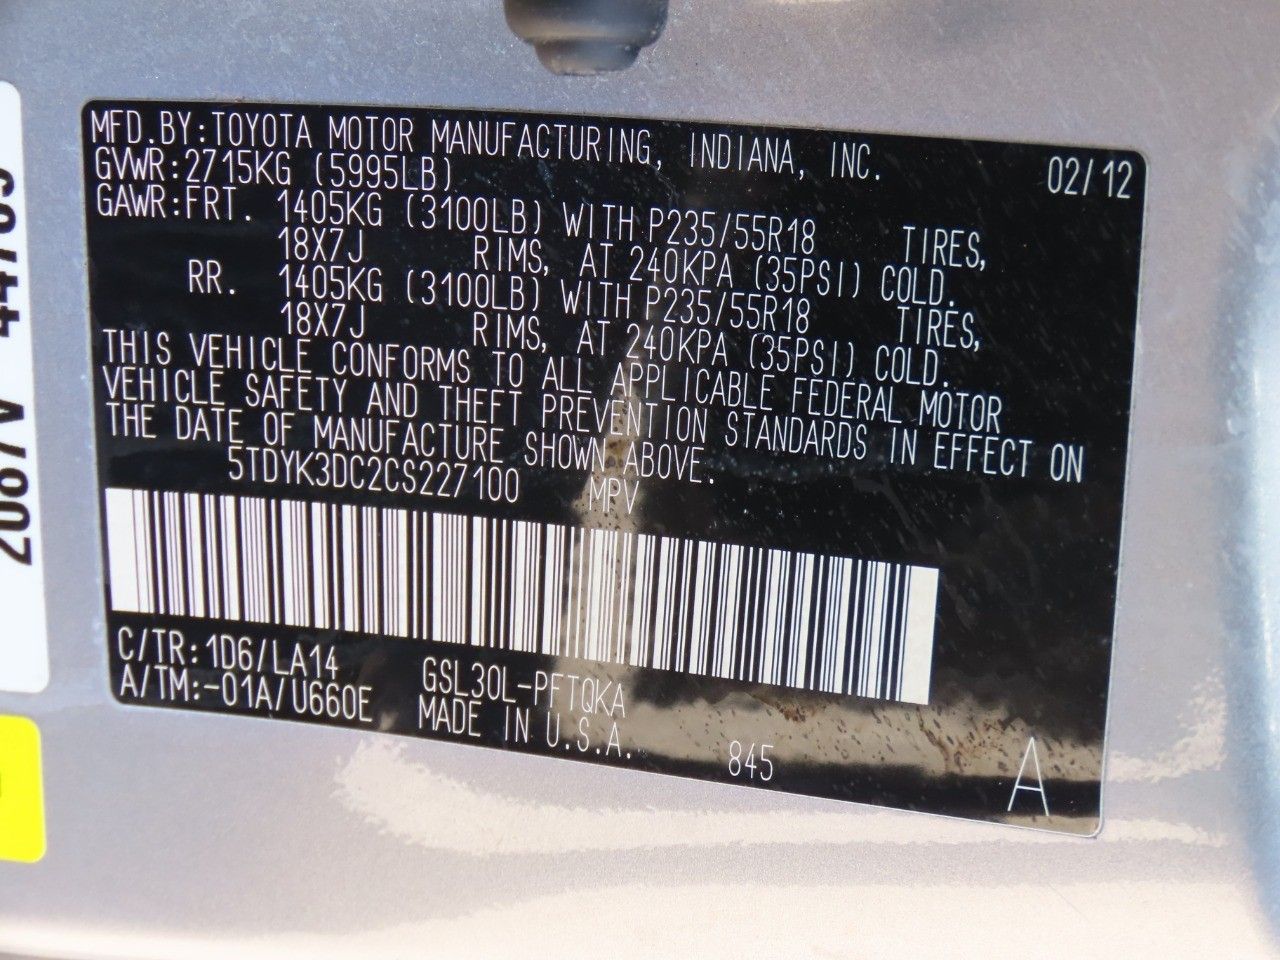 MFD.BY:TOYOTA MOTOR MANUFACTURING, INDIANA, INC. 02/12
GVWR:2715KG (5995LB)
GAWR:FRT. 1405KG (3100LB) WITH P235/55R18 TIRES,
18X7J RIMS, AT 240KPA (35PSI) COLD.
RR. 1405KG (3100LB) WITH P235/55R18 TIRES,
18X7J RIMS, AT 240KPA (35PSI) COLD.
THIS VEHICLE CONFORMS TO ALL APPLICABLE FEDERAL MOTOR
VEHICLE SAFETY AND THEFT PREVENTION STANDARDS IN EFFECT ON
THE DATE OF MANUFACTURE SHOWN ABOVE.
5TDYK3DC2CS227100 MPV
C/TR:1D6/LA14 GSL30L-PFTQKA
A/TM:-01A/U660E MADE IN U.S.A. 845 A